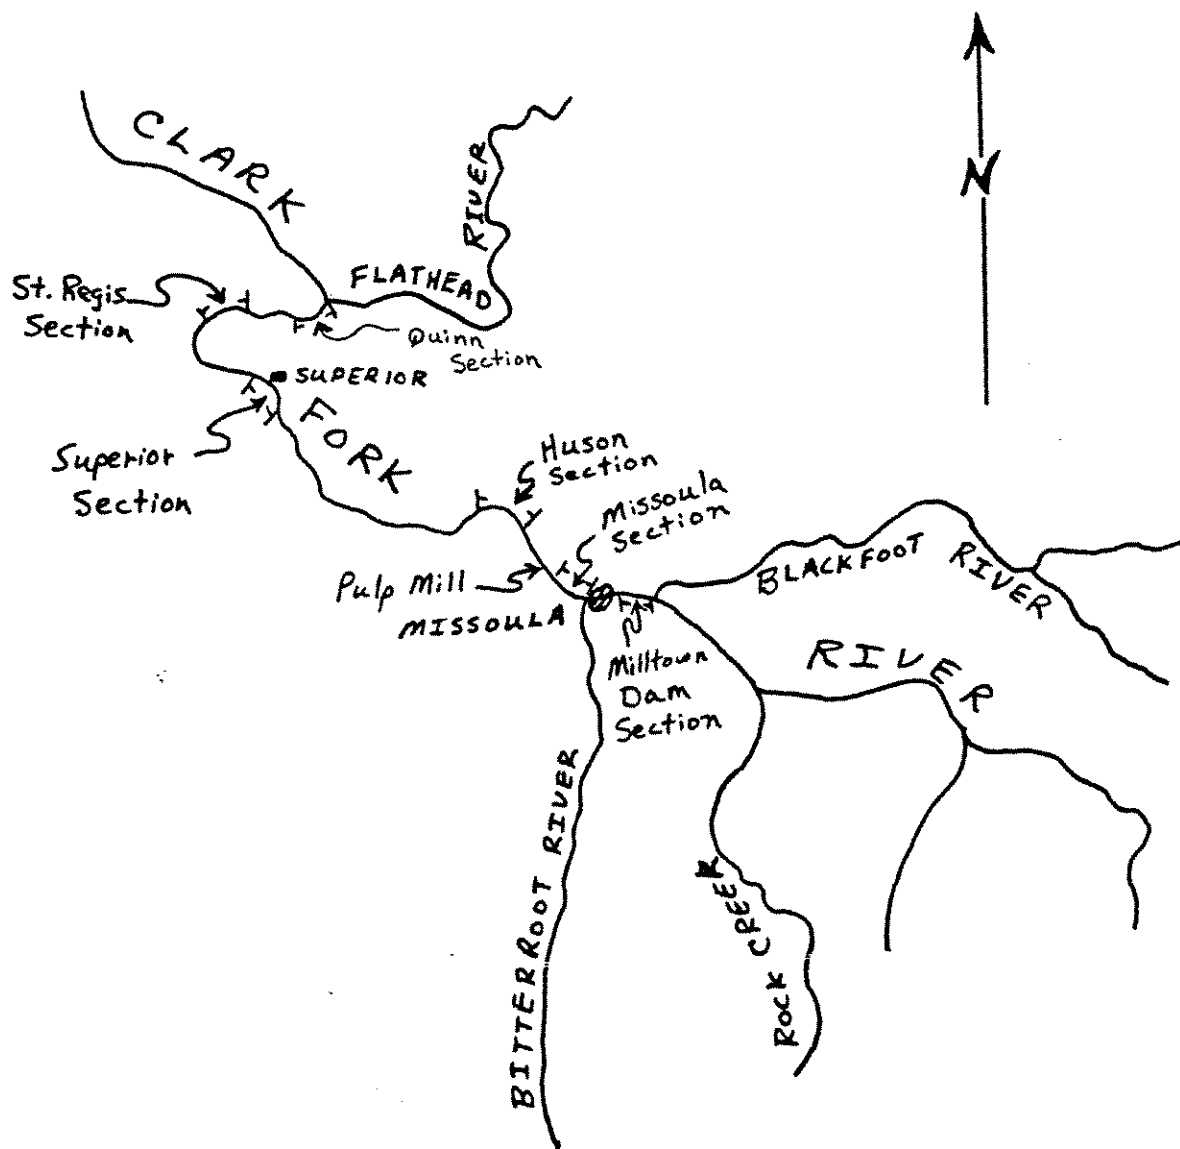 CLARK
FORK
RIVER
FLATHEAD
RIVER
N
St. Regis
Section
Quinn
Section
SUPERIOR
Superior
Section
Huson
Section
Missoula
Section
Pulp Mill
MISSOULA
BLACKFOOT
RIVER
Milltown
Dam
Section
BITTERROOT RIVER
ROCK CREEK